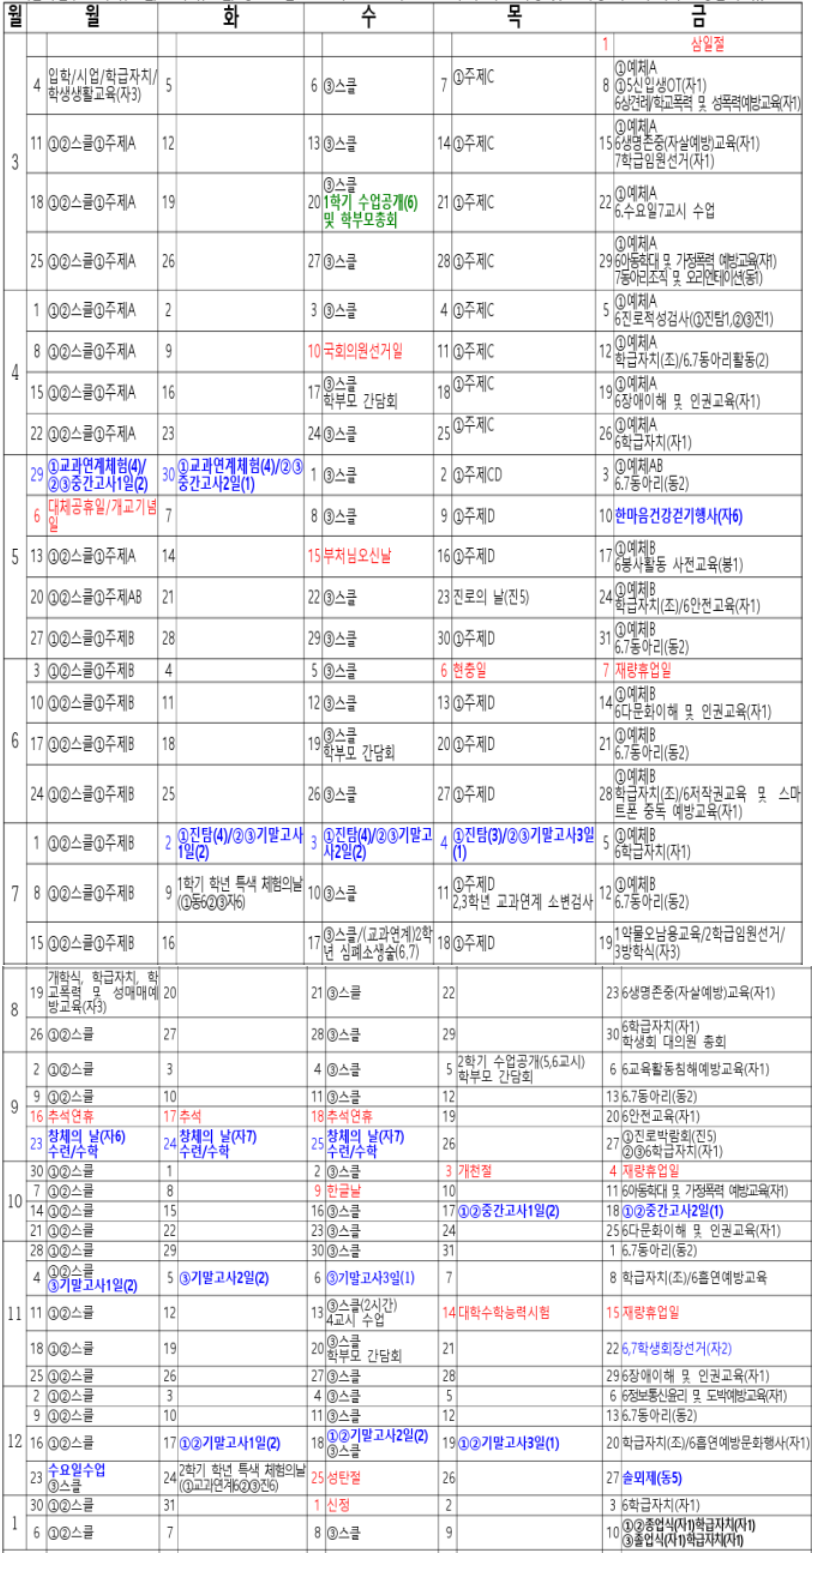 월 월 화 수 목 금
3
1 삼일절
4 입학/시업/학급자치/
학생생활교육(자3)
5
6 ③스클
7 ①주제C
8 ①예체A
①5신입생OT(자1)
6상견례/학교폭력 및 성폭력예방교육(자1)
11 ①②스클①주제A
12
13 ③스클
14 ①주제C
15 ①예체A
6생명존중(자살예방)교육(자1)
7학급임원선거(자1)
18 ①②스클①주제A
19
20 ③스클
1학기 수업공개(6)
및 학부모총회
21 ①주제C
22 ①예체A
6.수요일7교시 수업
25 ①②스클①주제A
26
27 ③스클
28 ①주제C
29 ①예체A
6아동학대 및 가정폭력 예방교육(자1)
7동아리조직 및 오리엔테이션(동1)
4
1 ①②스클①주제A
2
3 ③스클
4 ①주제C
5 ①예체A
6진로적성검사(①진탐1,②③진1)
8 ①②스클①주제A
9
10 국회의원선거일
11 ①주제C
12 ①예체A
학급자치(조)/6.7동아리활동(2)
15 ①②스클①주제A
16
17 ③스클
학부모 간담회
18 ①주제C
19 ①예체A
6장애이해 및 인권교육(자1)
22 ①②스클①주제A
23
24 ③스클
25 ①주제C
26 ①예체A
6학급자치(자1)
5
29 ①교과연계체험(4)/
②③중간고사1일(2)
30 ①교과연계체험(4)/②③
중간고사2일(1)
1 ③스클
2 ①주제CD
3 ①예체AB
6.7동아리(동2)
6 대체공휴일/개교기념
일
7
8 ③스클
9 ①주제D
10 한마음건강걷기행사(자6)
13 ①②스클①주제A
14
15 부처님오신날
16 ①주제D
17 ①예체B
6봉사활동 사전교육(봉1)
20 ①②스클①주제AB
21
22 ③스클
23 진로의 날(진5)
24 ①예체B
학급자치(조)/6안전교육(자1)
27 ①②스클①주제B
28
29 ③스클
30 ①주제D
31 ①예체B
6.7동아리(동2)
6
3 ①②스클①주제B
4
5 ③스클
6 현충일
7 재량휴업일
10 ①②스클①주제B
11
12 ③스클
13 ①주제D
14 ①예체B
6다문화이해 및 인권교육(자1)
17 ①②스클①주제B
18
19 ③스클
학부모 간담회
20 ①주제D
21 ①예체B
6.7동아리(동2)
24 ①②스클①주제B
25
26 ③스클
27 ①주제D
28 ①예체B
학급자치(조)/6저작권교육 및 스마
트폰 중독 예방교육(자1)
7
1 ①②스클①주제B
2 ①진탐(4)/②③기말고사
1일(2)
3 ①진탐(4)/②③기말고
사2일(2)
4 ①진탐(3)/②③기말고사3일
(1)
5 ①예체B
6학급자치(자1)
8 ①②스클①주제B
9 1학기 학년 특색 체험의날
(①동6②③자6)
10 ③스클
11 ①주제D
2,3학년 교과연계 소변검사
12 ①예체B
6.7동아리(동2)
15 ①②스클①주제B
16
17 ③스클/(교과연계)2학
년 심폐소생술(6,7)
18 ①주제D
19 1약물오남용교육/2학급임원선거/
3방학식(자3)
8
19 개학식, 학급자치, 학
교폭력 및 성매매예
방교육(자3)
20
21 ③스클
22
23 6생명존중(자살예방)교육(자1)
26 ①②스클
27
28 ③스클
29
30 6학급자치(자1)
학생회 대의원 총회
9
2 ①②스클
3
4 ③스클
5 2학기 수업공개(5,6교시)
학부모 간담회
6 6교육활동침해예방교육(자1)
9 ①②스클
10
11 ③스클
12
13 6.7동아리(동2)
16 추석연휴
17 추석
18 추석연휴
19
20 6안전교육(자1)
23 창체의 날(자6)
수련/수학
24 창체의 날(자7)
수련/수학
25 창체의 날(자7)
수련/수학
26
27 ①진로박람회(진5)
②③6학급자치(자1)
10
30 ①②스클
1
2 ③스클
3 개천절
4 재량휴업일
7 ①②스클
8
9 한글날
10
11 6아동학대 및 가정폭력 예방교육(자1)
14 ①②스클
15
16 ③스클
17 ①②중간고사1일(2)
18 ①②중간고사2일(1)
21 ①②스클
22
23 ③스클
24
25 6다문화이해 및 인권교육(자1)
11
28 ①②스클
29
30 ③스클
31
1 6.7동아리(동2)
4 ①②스클
③기말고사1일(2)
5 ③기말고사2일(2)
6 ③기말고사3일(1)
7
8 학급자치(조)/6흡연예방교육
11 ①②스클
12
13 ③스클(2시간)
4교시 수업
14 대학수학능력시험
15 재량휴업일
18 ①②스클
19
20 ③스클
학부모 간담회
21
22 6,7학생회장선거(자2)
25 ①②스클
26
27 ③스클
28
29 6장애이해 및 인권교육(자1)
12
2 ①②스클
3
4 ③스클
5
6 6정보통신윤리 및 도박예방교육(자1)
9 ①②스클
10
11 ③스클
12
13 6.7동아리(동2)
16 ①②스클
17 ①②기말고사1일(2)
18 ①②기말고사2일(2)
③스클
19 ①②기말고사3일(1)
20 학급자치(조)/6흡연예방문화행사(자1)
23 수요일수업
③스클
24 2학기 학년 특색 체험의날
(①교과연계6②③진6)
25 성탄절
26
27 솔외제(동5)
1
30 ①②스클
31
1 신정
2
3 6학급자치(자1)
6 ①②스클
7
8 ③스클
9
10 ①②종업식(자1)학급자치(자1)
③졸업식(자1)학급자치(자1)